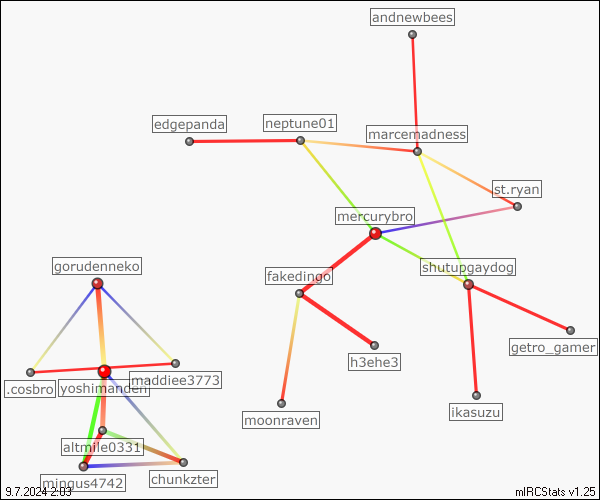 andnewbees
edgepanda
neptune01
marcemadness
st.ryan
mercurybro
gorudenneko
fakedingo
shutupgaydog
getro_gamer
h3ehe3
.cosbro
yoshimanden
maddiee3773
moonraven
ikasuzu
altmile0331
mingus4742
chunkzter
9.7.2024 2:03
mIRCStats v1.25